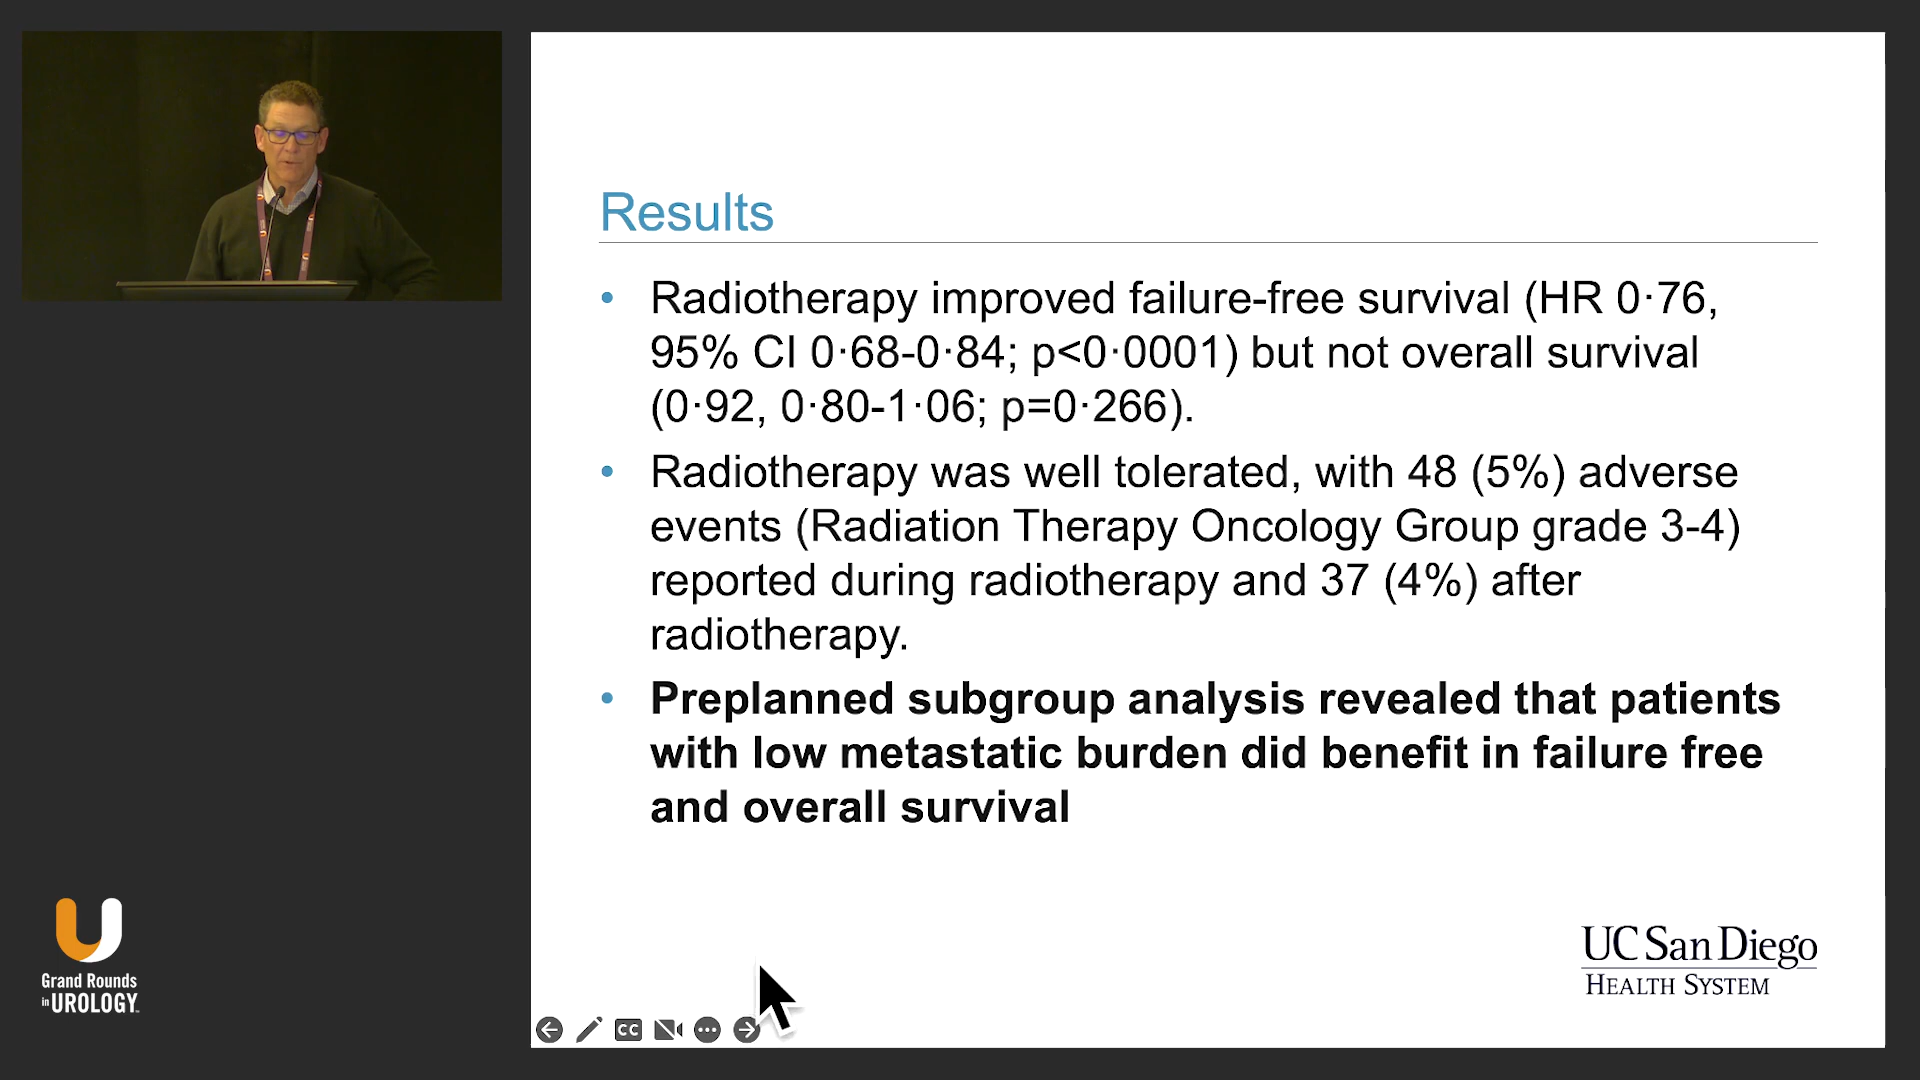 Results
• Radiotherapy improved failure-free survival (HR 0·76,
95% CI 0·68-0·84; p<0·0001) but not overall survival
(0·92, 0·80-1·06; p=0·266).
• Radiotherapy was well tolerated, with 48 (5%) adverse
events (Radiation Therapy Oncology Group grade 3-4)
reported during radiotherapy and 37 (4%) after
radiotherapy.
• Preplanned subgroup analysis revealed that patients
with low metastatic burden did benefit in failure free
and overall survival
UC San Diego
HEALTH SYSTEM
Grand Rounds
in UROLOGY
CC